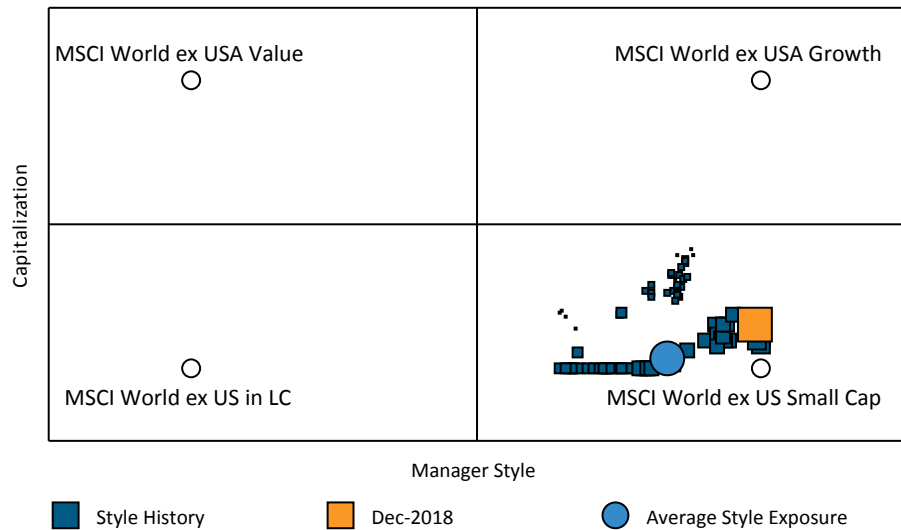 MSCI World ex USA Value
MSCI World ex USA Growth
Capitalization
MSCI World ex US in LC
MSCI World ex US Small Cap
Manager Style
Style History
Dec-2018
Average Style Exposure